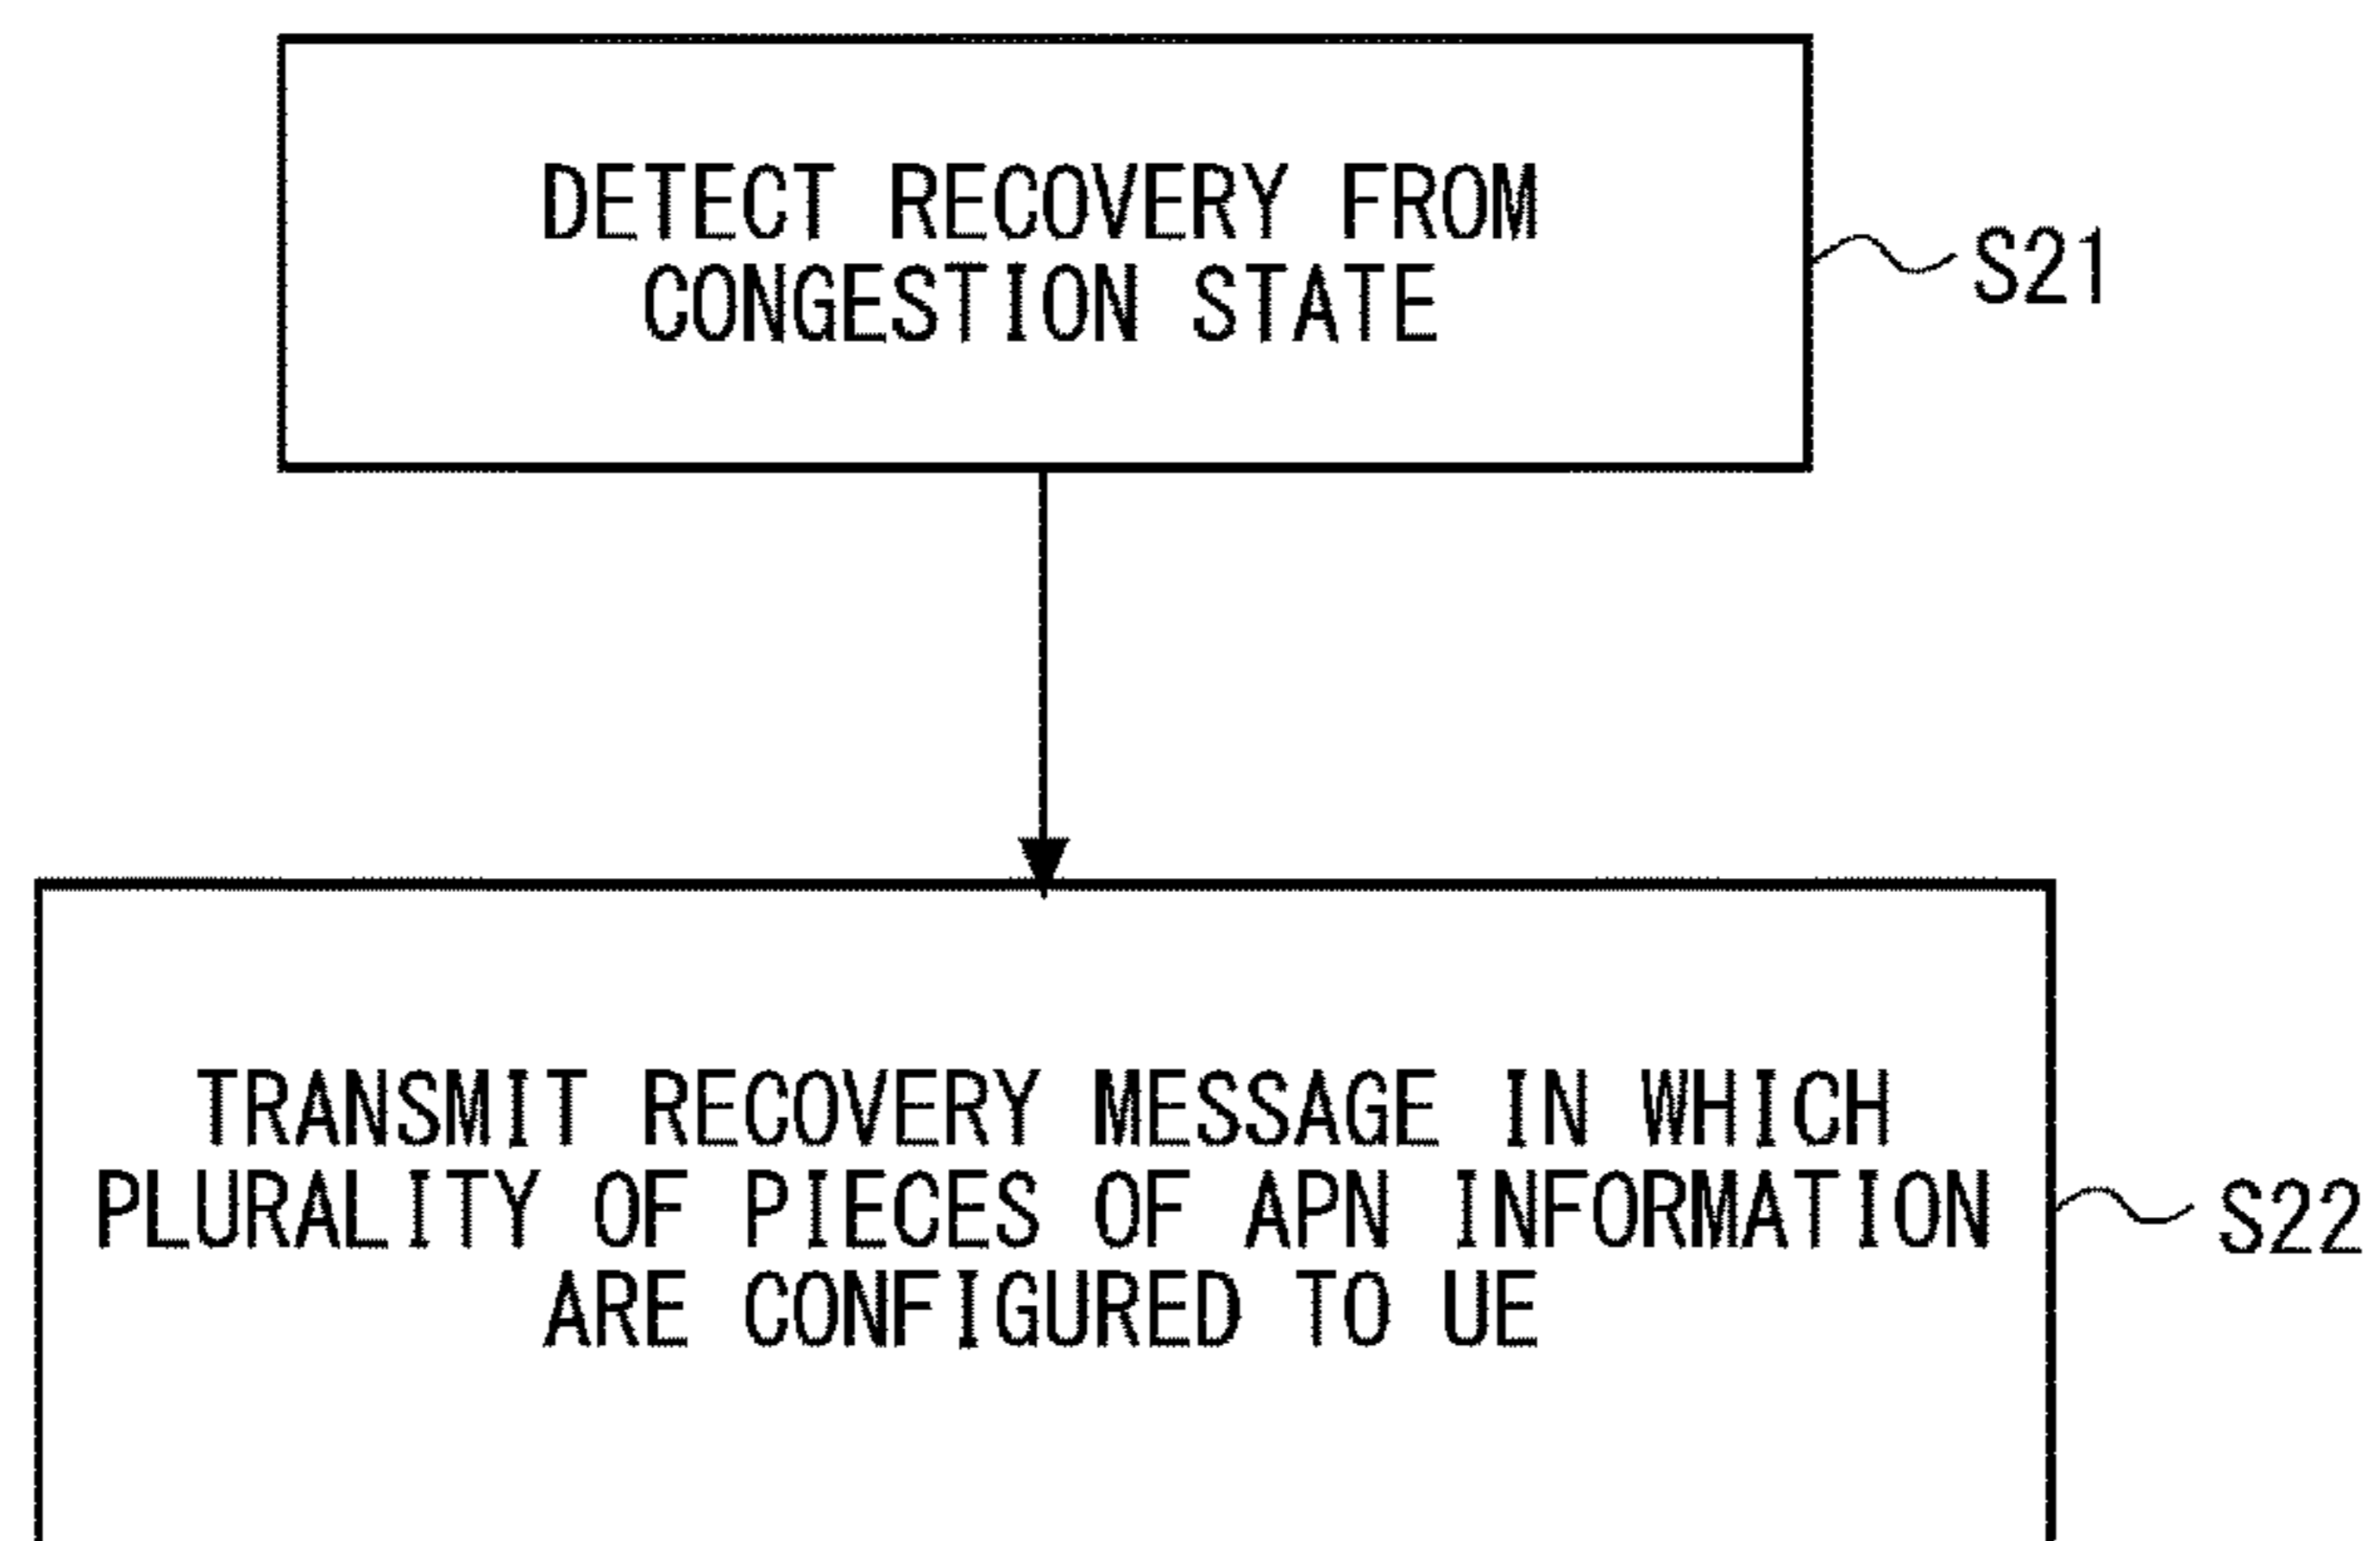 DETECT RECOVERY FROM
CONGESTION STATE
S21
TRANSMIT RECOVERY MESSAGE IN WHICH
PLURALITY OF PIECES OF APN INFORMATION
ARE CONFIGURED TO UE
S22